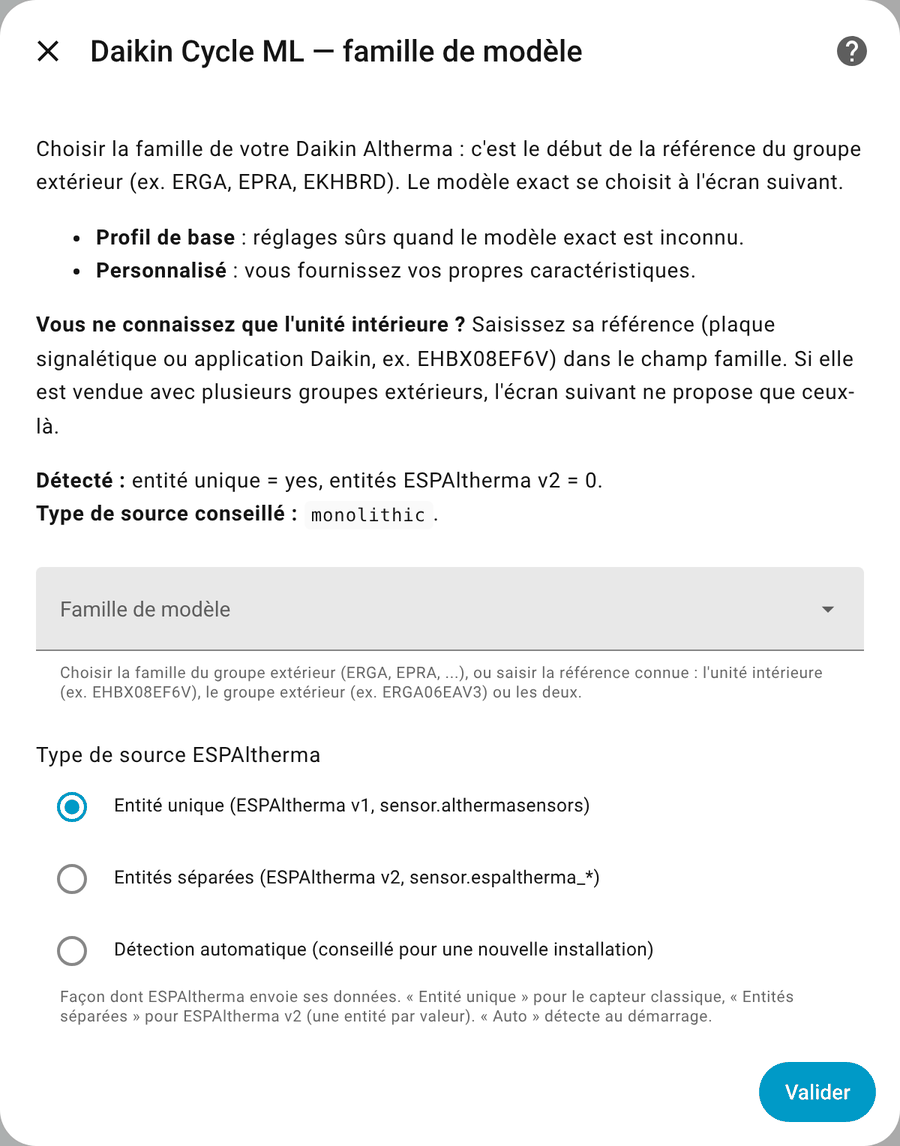 Daikin Cycle ML — famille de modèle
Choisir la famille de votre Daikin Altherma : c'est le début de la référence du groupe
extérieur (ex. ERGA, EPRA, EKHBRD). Le modèle exact se choisit à l'écran suivant.
• Profil de base : réglages sûrs quand le modèle exact est inconnu.
• Personnalisé : vous fournissez vos propres caractéristiques.
Vous ne connaissez que l'unité intérieure ? Saisissez sa référence (plaque
signalétique ou application Daikin, ex. EHBX08EF6V) dans le champ famille. Si elle
est vendue avec plusieurs groupes extérieurs, l'écran suivant ne propose que ceux-
là.
Détecté : entité unique = yes, entités ESPAltherma v2 = 0.
Type de source conseillé : monolithic .
Famille de modèle
Choisir la famille du groupe extérieur (ERGA, EPRA, ...), ou saisir la référence connue : l'unité intérieure
(ex. EHBX08EF6V), le groupe extérieur (ex. ERGA06EAV3) ou les deux.
Type de source ESPAltherma
Entité unique (ESPAltherma v1, sensor.althermasensors)
Entités séparées (ESPAltherma v2, sensor.espaltherma_*)
Détection automatique (conseillé pour une nouvelle installation)
Façon dont ESPAltherma envoie ses données. « Entité unique » pour le capteur classique, « Entités
séparées » pour ESPAltherma v2 (une entité par valeur). « Auto » détecte au démarrage.
Valider